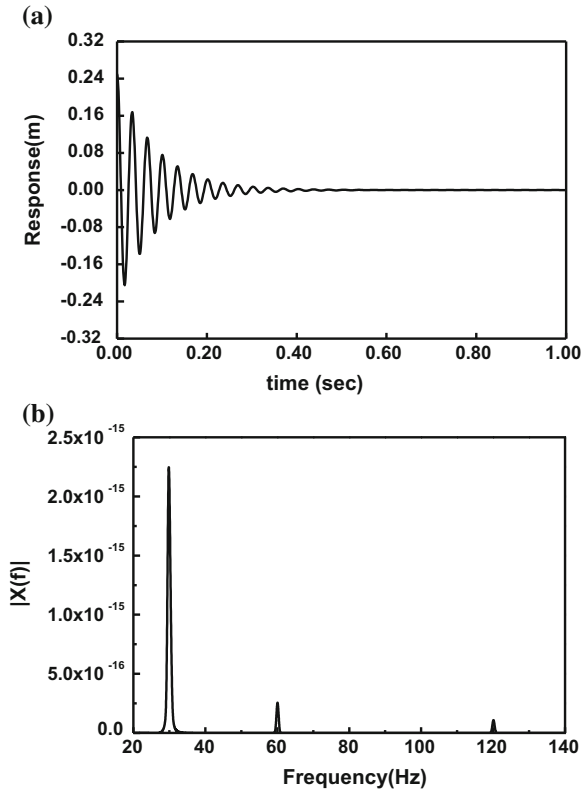 (a)
0.32
0.24
0.16
0.08
0.00
-0.08
-0.16
-0.24
-0.32
Response(m)
0.00 0.20 0.40 0.60 0.80 1.00
time (sec)
(b)
2.5x10 -15
2.0x10 -15
1.5x10 -15
1.0x10 -15
5.0x10 -16
0.0
|X(f)|
20 40 60 80 100 120 140
Frequency(Hz)